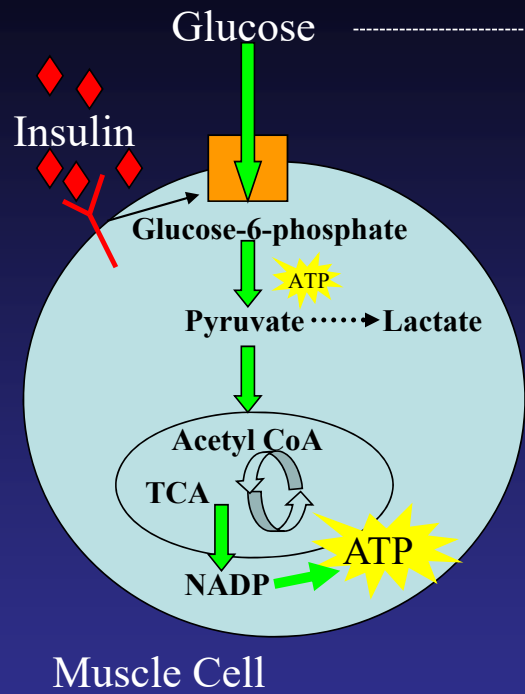 Glucose
Insulin
Glucose-6-phosphate
ATP
Pyruvate
Lactate
Acetyl CoA
TCA
ATP
NADP
Muscle Cell